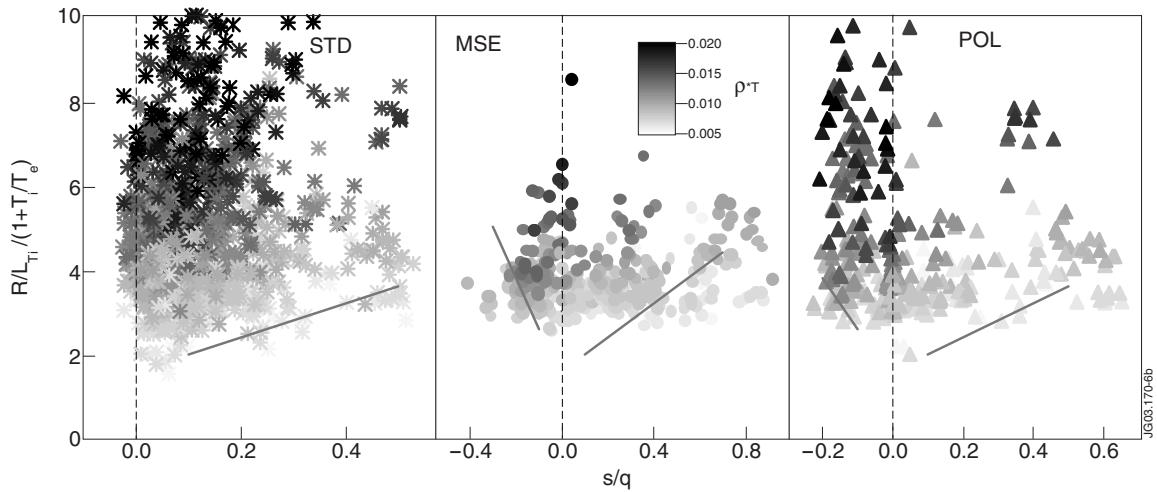 10
8
6
4
2
0
R/L_Ti /(1+T_i/T_e)
STD
MSE
POL
0.020
0.015
0.010
0.005
ρ*T
0.0 0.2 0.4
−0.4 0.0 0.4 0.8
−0.2 0.0 0.2 0.4 0.6
s/q
JG03.170-6b